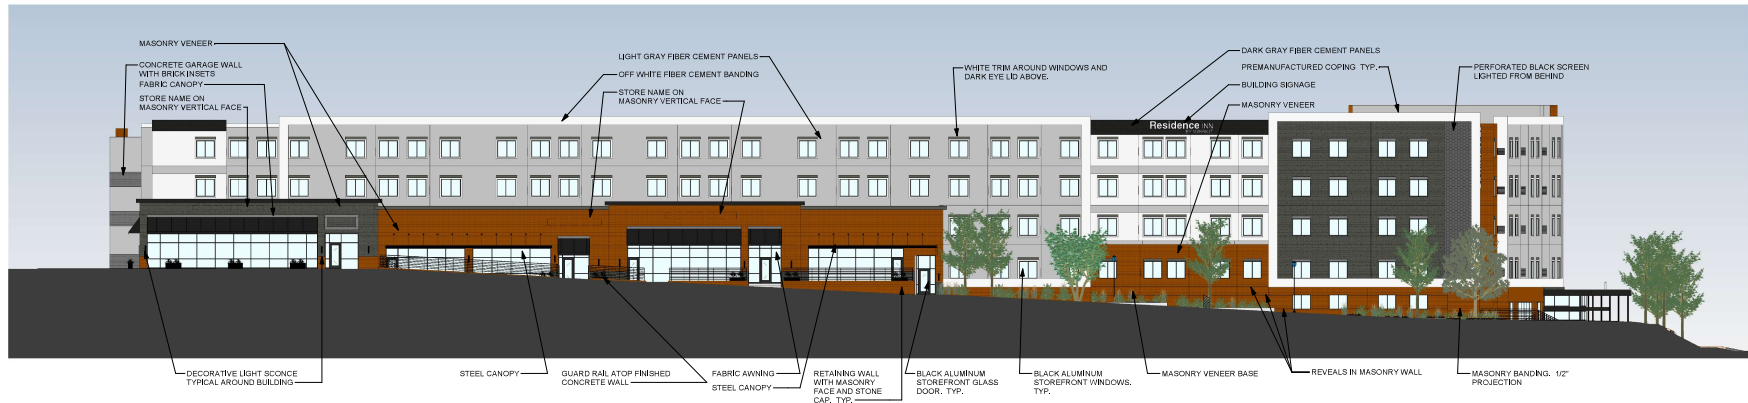 MASONRY VENEER
CONCRETE GARAGE WALL
WITH BRICK INSETS
FABRIC CANOPY
STORE NAME ON
MASONRY VERTICAL FACE
LIGHT GRAY FIBER CEMENT PANELS
OFF WHITE FIBER CEMENT BANDING
STORE NAME ON
MASONRY VERTICAL FACE
WHITE TRIM AROUND WINDOWS AND
DARK EYE LID ABOVE.
DARK GRAY FIBER CEMENT PANELS
PREMANUFACTURED COPING TYP.
BUILDING SIGNAGE
MASONRY VENEER
PERFORATED BLACK SCREEN
LIGHTED FROM BEHIND
Residence INN
DECORATIVE LIGHT SCONCE
TYPICAL AROUND BUILDING
STEEL CANOPY
GUARD RAIL ATOP FINISHED
CONCRETE WALL
FABRIC AWNING
STEEL CANOPY
RETAINING WALL
WITH MASONRY
FACE AND STONE
CAP. TYP.
BLACK ALUMINUM
STOREFRONT GLASS
DOOR. TYP.
BLACK ALUMINUM
STOREFRONT WINDOWS.
TYP.
MASONRY VENEER BASE
REVEALS IN MASONRY WALL
MASONRY BANDING. 1/2"
PROJECTION